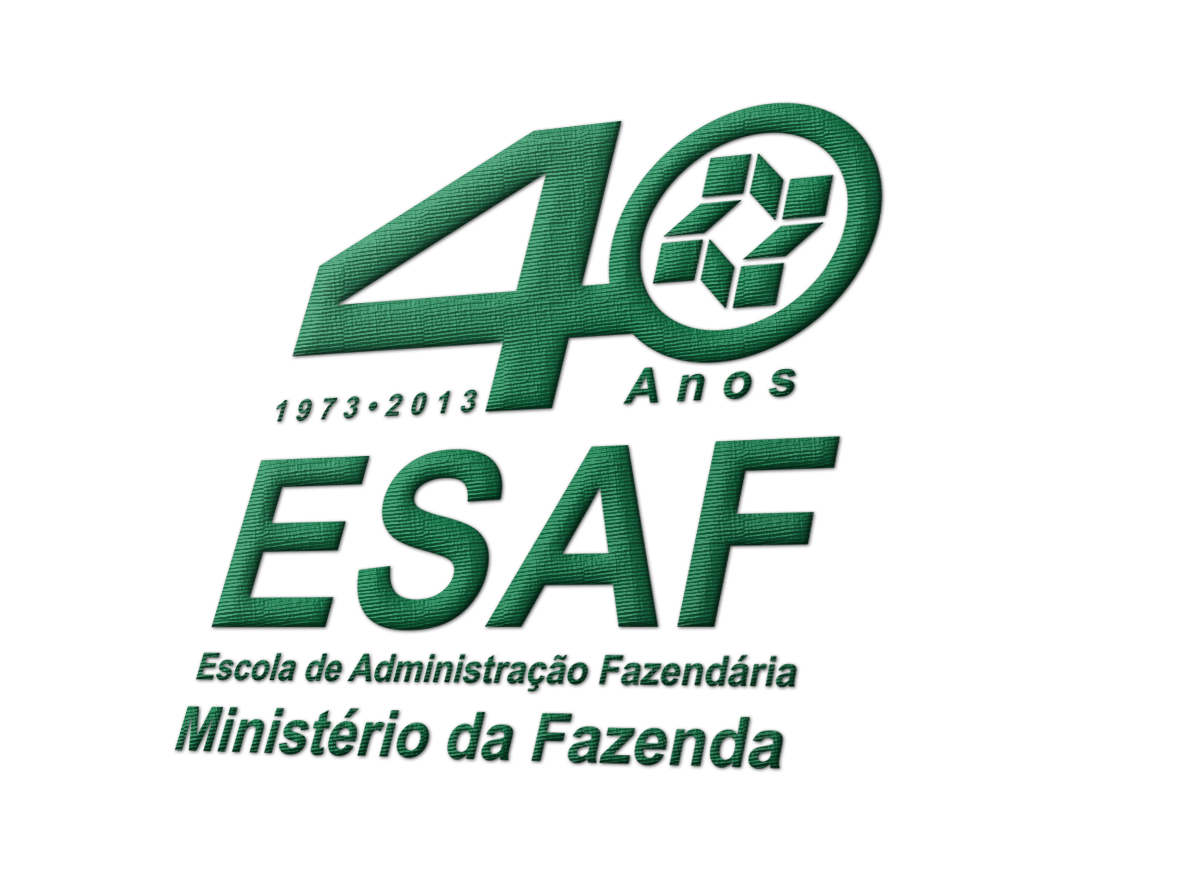 40
Anos
1973•2013
ESAF
Escola de Administração Fazendária
Ministério da Fazenda